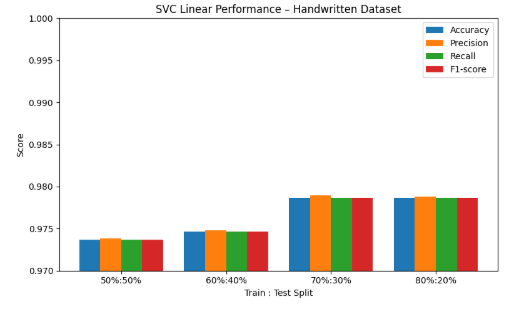 SVC Linear Performance – Handwritten Dataset
1.000
0.995
0.990
0.985
0.980
0.975
0.970
Score
Accuracy
Precision
Recall
F1-score
50%:50% 60%:40% 70%:30% 80%:20%
Train : Test Split